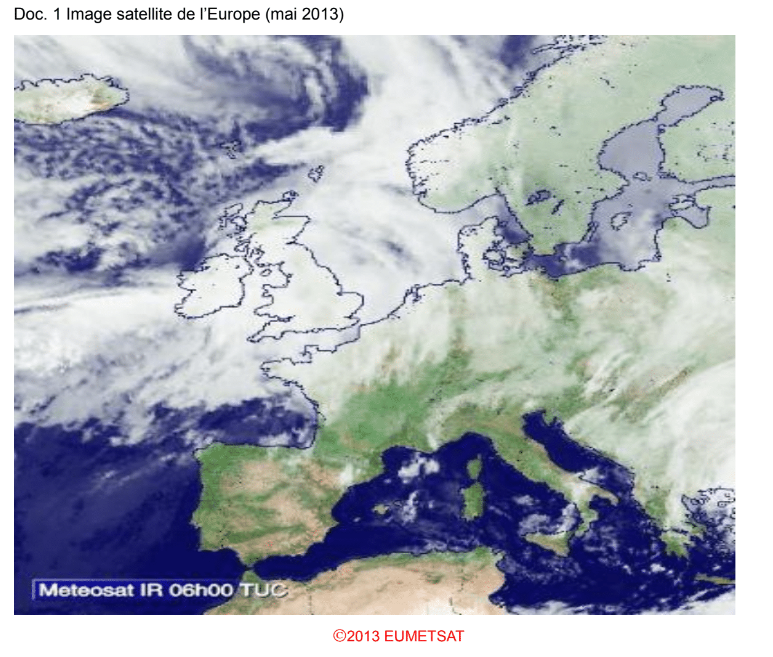 Doc. 1 Image satellite de l’Europe (mai 2013)
Meteosat IR 06h00 TUC
©2013 EUMETSAT